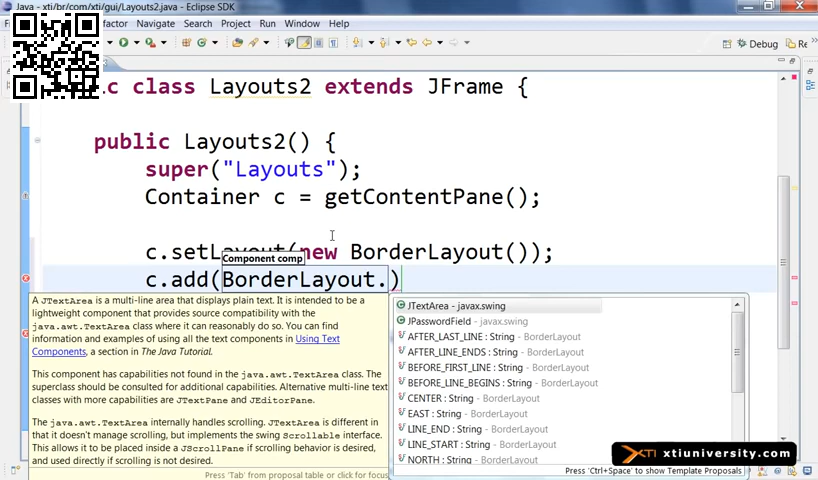 Java - xti/br/com/xti/gui/Layouts2.java - Eclipse SDK
Refactor Navigate Search Project Run Window Help
Debug Re
c class Layouts2 extends JFrame {
public Layouts2() {
super("Layouts");
Container c = getContentPane();
c.setLayout(new BorderLayout());
Component comp
c.add(BorderLayout.)
A JTextArea is a multi-line area that displays plain text. It is intended to be a
lightweight component that provides source compatibility with the
java.awt.TextArea class where it can reasonably do so. You can find
information and examples of using all the text components in Using Text
Components, a section in The Java Tutorial.
This component has capabilities not found in the java.awt.TextArea class. The
superclass should be consulted for additional capabilities. Alternative multi-line text
classes with more capabilities are JTextPane and JEditorPane.
The java.awt.TextArea internally handles scrolling. JTextArea is different in
that it doesn't manage scrolling, but implements the swing Scrollable interface.
This allows it to be placed inside a JScrollPane if scrolling behavior is desired,
and used directly if scrolling is not desired.
Press 'Tab' from proposal table or click for focus
JTextArea - javax.swing
JPasswordField - javax.swing
AFTER_LAST_LINE : String - BorderLayout
AFTER_LINE_ENDS : String - BorderLayout
BEFORE_FIRST_LINE : String - BorderLayout
BEFORE_LINE_BEGINS : String - BorderLayout
CENTER : String - BorderLayout
EAST : String - BorderLayout
LINE_END : String - BorderLayout
LINE_START : String - BorderLayout
NORTH : String - BorderLayout
Press 'Ctrl+Space' to show Template Proposals
XTI xtiuniversity.com